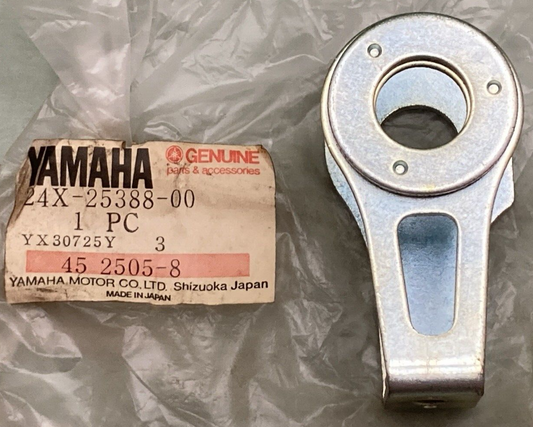 YAMAHA GENUINE
parts & accessories
24X-25388-00
1 PC
YX30725Y 3
45 2505-8
YAMAHA MOTOR CO., LTD. Shizuoka Japan
MADE IN JAPAN